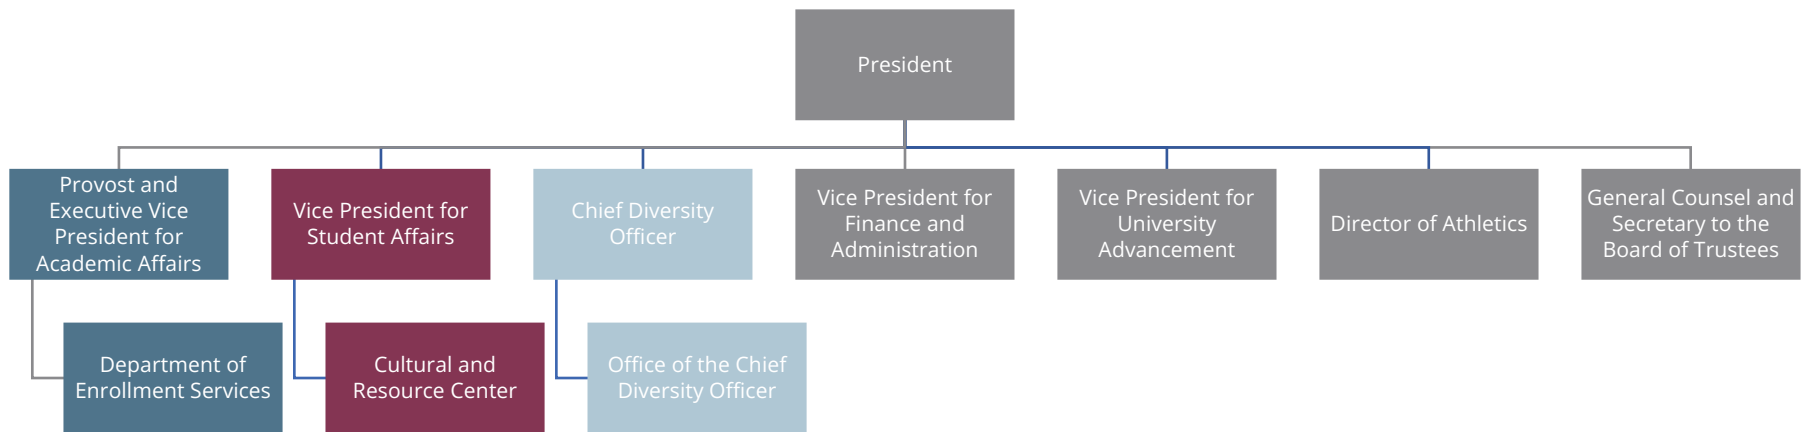 President
Provost and
Executive Vice
President for
Academic Affairs
Vice President for
Student Affairs
Chief Diversity
Officer
Vice President for
Finance and
Administration
Vice President for
University
Advancement
Director of Athletics
General Counsel and
Secretary to the
Board of Trustees
Department of
Enrollment Services
Cultural and
Resource Center
Office of the Chief
Diversity Officer